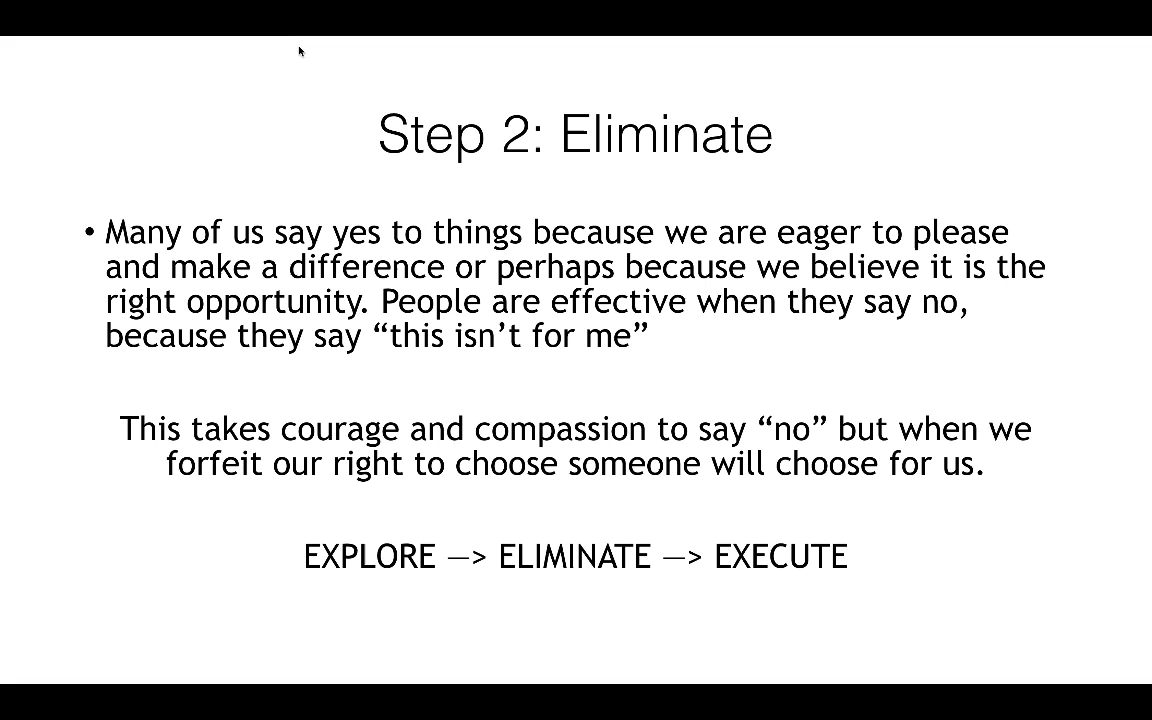 Step 2: Eliminate
• Many of us say yes to things because we are eager to please
and make a difference or perhaps because we believe it is the
right opportunity. People are effective when they say no,
because they say “this isn’t for me”
This takes courage and compassion to say “no” but when we
forfeit our right to choose someone will choose for us.
EXPLORE —> ELIMINATE —> EXECUTE